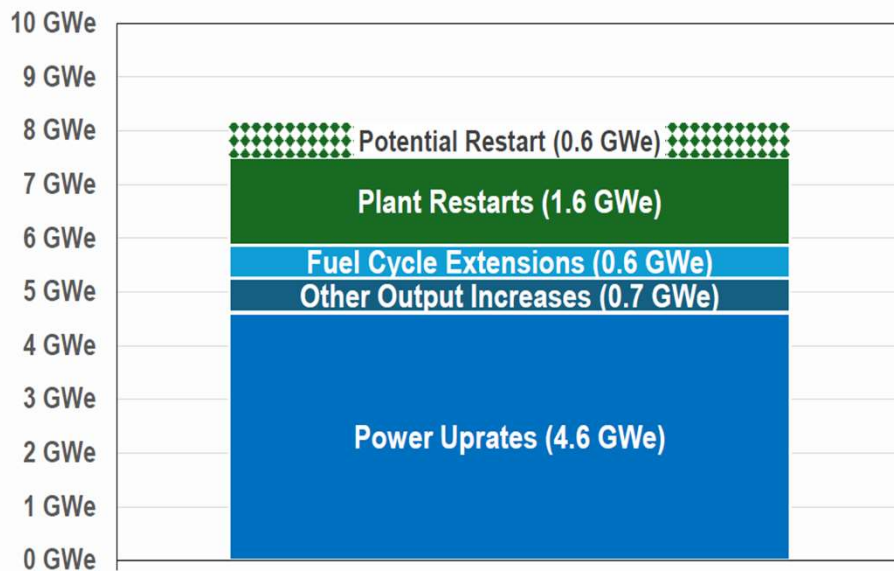 10 GWe
9 GWe
8 GWe
7 GWe
6 GWe
5 GWe
4 GWe
3 GWe
2 GWe
1 GWe
0 GWe
Potential Restart (0.6 GWe)
Plant Restarts (1.6 GWe)
Fuel Cycle Extensions (0.6 GWe)
Other Output Increases (0.7 GWe)
Power Uprates (4.6 GWe)